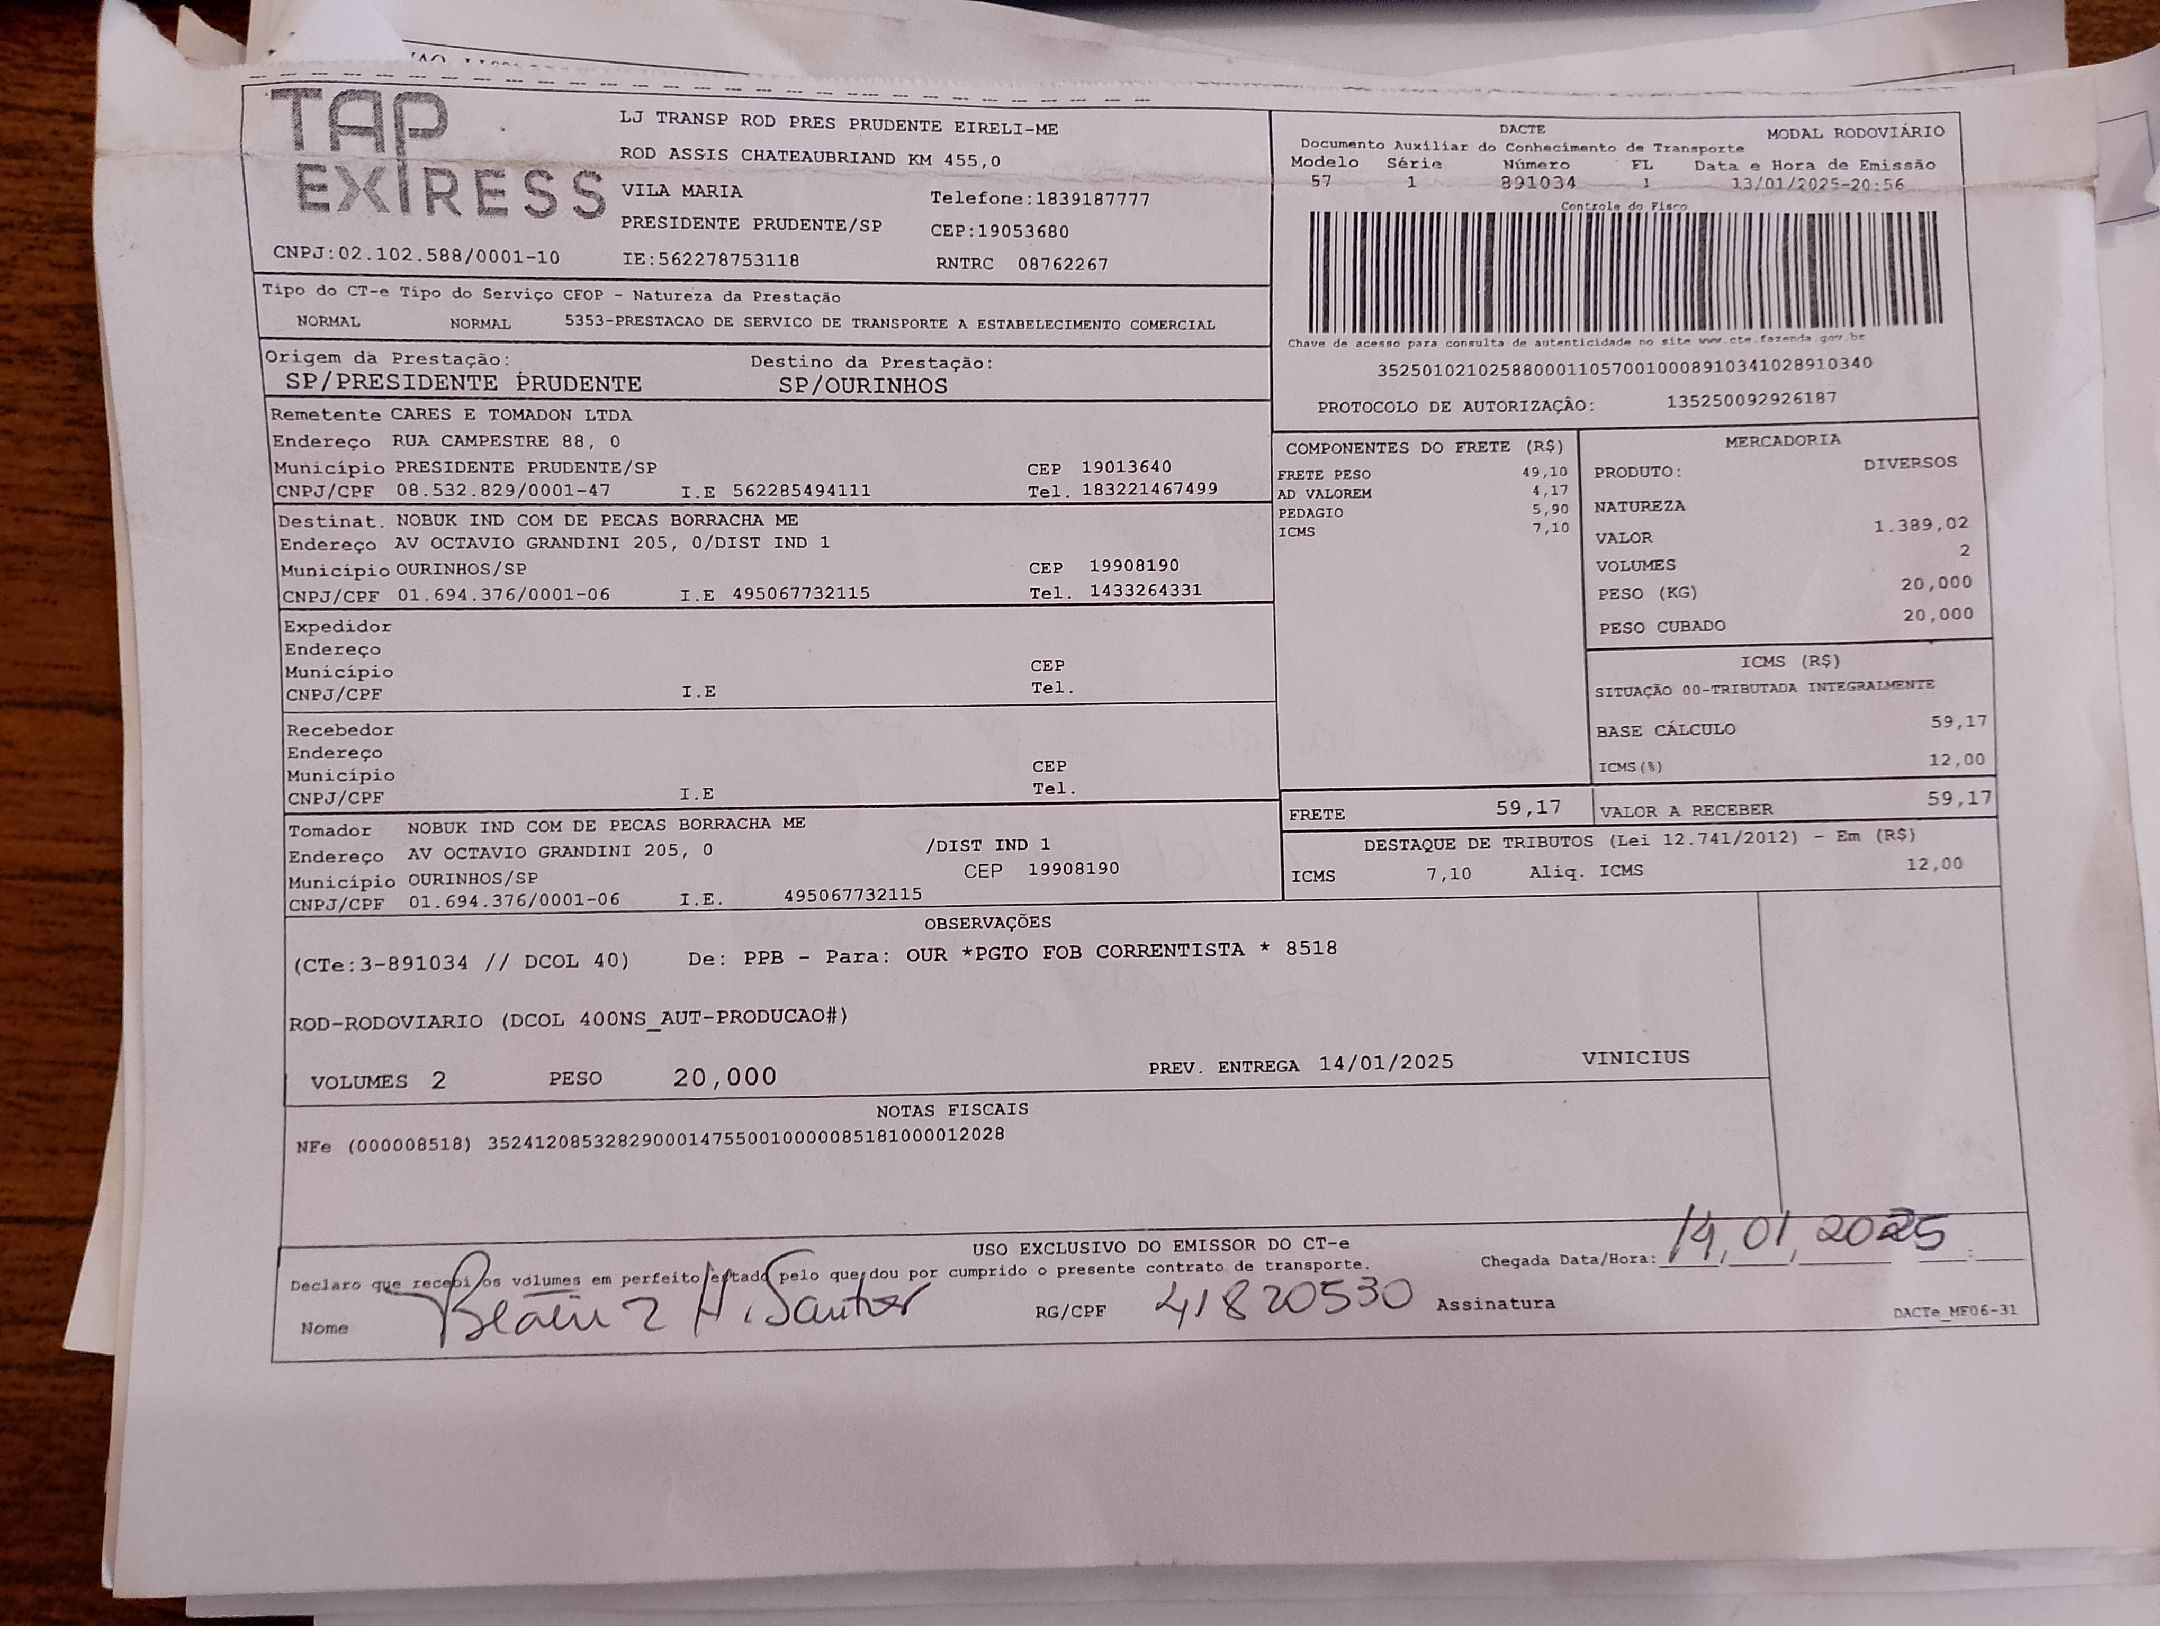 TAP
EXPRESS
LJ TRANSP ROD PRES PRUDENTE EIRELI-ME
ROD ASSIS CHATEAUBRIAND KM 455,0
VILA MARIA Telefone:1839187777
PRESIDENTE PRUDENTE/SP CEP:19053680
CNPJ:02.102.588/0001-10 IE:562278753118 RNTRC 08762267
DACTE MODAL RODOVIÁRIO
Documento Auxiliar do Conhecimento de Transporte
Modelo Série Número FL Data e Hora de Emissão
57 1 891034 1 13/01/2025-20:56
Controle do Fisco
Chave de acesso para consulta de autenticidade no site www.cte.fazenda.gov.br
35250102102588000110570010008910341028910340
PROTOCOLO DE AUTORIZAÇÃO: 135250092926187
Tipo do CT-e Tipo do Serviço CFOP - Natureza da Prestação
NORMAL NORMAL 5353-PRESTACAO DE SERVICO DE TRANSPORTE A ESTABELECIMENTO COMERCIAL
Origem da Prestação: Destino da Prestação:
SP/PRESIDENTE PRUDENTE SP/OURINHOS
Remetente CARES E TOMADON LTDA
Endereço RUA CAMPESTRE 88, 0
Município PRESIDENTE PRUDENTE/SP CEP 19013640
CNPJ/CPF 08.532.829/0001-47 I.E 562285494111 Tel. 183221467499
Destinat. NOBUK IND COM DE PECAS BORRACHA ME
Endereço AV OCTAVIO GRANDINI 205, 0/DIST IND 1
Município OURINHOS/SP CEP 19908190
CNPJ/CPF 01.694.376/0001-06 I.E 495067732115 Tel. 1433264331
Expedidor
Endereço
Município CEP
CNPJ/CPF I.E Tel.
Recebedor
Endereço
Município CEP
CNPJ/CPF I.E Tel.
Tomador NOBUK IND COM DE PECAS BORRACHA ME
Endereço AV OCTAVIO GRANDINI 205, 0 /DIST IND 1
Município OURINHOS/SP CEP 19908190
CNPJ/CPF 01.694.376/0001-06 I.E. 495067732115
COMPONENTES DO FRETE (R$)
FRETE PESO 49,10
AD VALOREM 4,17
PEDAGIO 5,90
ICMS 7,10
MERCADORIA
PRODUTO: DIVERSOS
NATUREZA
VALOR 1.389,02
VOLUMES 2
PESO (KG) 20,000
PESO CUBADO 20,000
ICMS (R$)
SITUAÇÃO 00-TRIBUTADA INTEGRALMENTE
BASE CÁLCULO 59,17
ICMS(%) 12,00
FRETE 59,17 VALOR A RECEBER 59,17
DESTAQUE DE TRIBUTOS (Lei 12.741/2012) - Em (R$)
ICMS 7,10 Aliq. ICMS 12,00
OBSERVAÇÕES
(CTe:3-891034 // DCOL 40) De: PPB - Para: OUR *PGTO FOB CORRENTISTA * 8518
ROD-RODOVIARIO (DCOL 400NS_AUT-PRODUCAO#)
VOLUMES 2 PESO 20,000 PREV. ENTREGA 14/01/2025 VINICIUS
NOTAS FISCAIS
NFe (000008518) 35241208532829000147550010000085181000012028
USO EXCLUSIVO DO EMISSOR DO CT-e
Declaro que recebi os volumes em perfeito estado pelo que dou por cumprido o presente contrato de transporte.
Chegada Data/Hora: 14,01,2025
Nome Beatriz H. Santos RG/CPF 41820530 Assinatura
DACTe_MF06-31